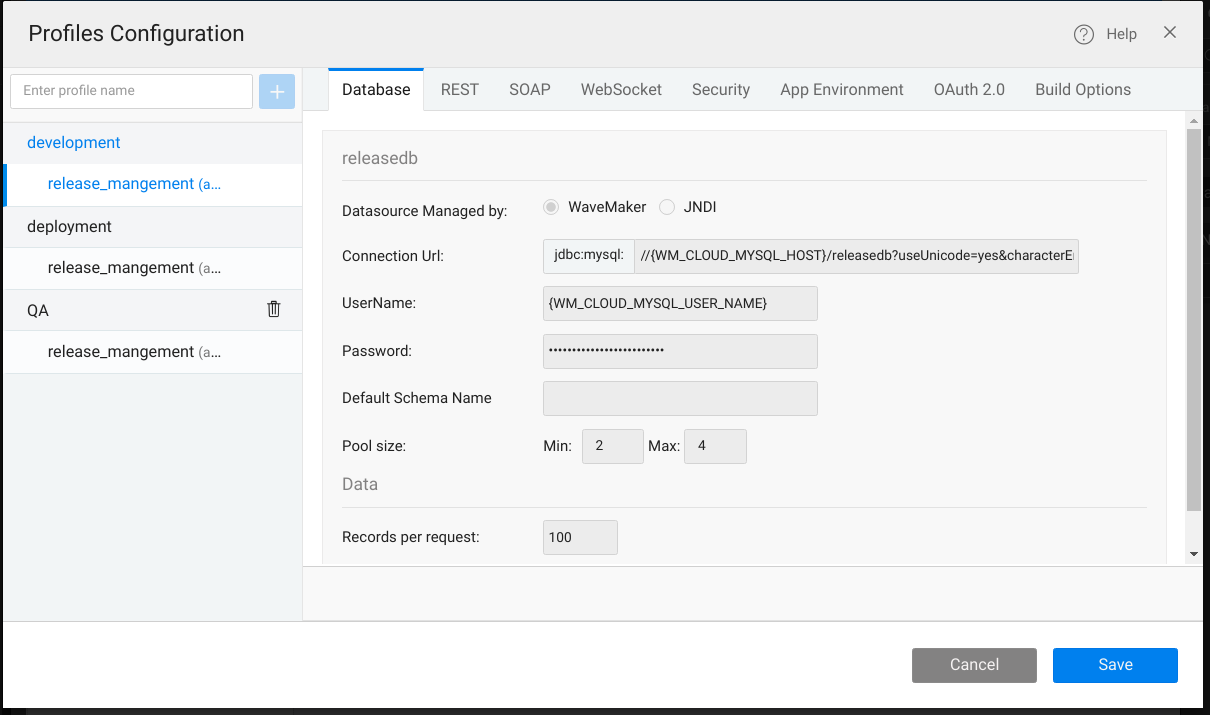 Profiles Configuration
? Help
Enter profile name
+
development
release_mangement (a...
deployment
release_mangement (a...
QA
release_mangement (a...
Database REST SOAP WebSocket Security App Environment OAuth 2.0 Build Options
releasedb
Datasource Managed by: WaveMaker JNDI
Connection Url: jdbc:mysql: //{WM_CLOUD_MYSQL_HOST}/releasedb?useUnicode=yes&characterE
UserName: {WM_CLOUD_MYSQL_USER_NAME}
Password: •••••••••••••••••••••••••
Default Schema Name
Pool size: Min: 2 Max: 4
Data
Records per request: 100
Cancel Save